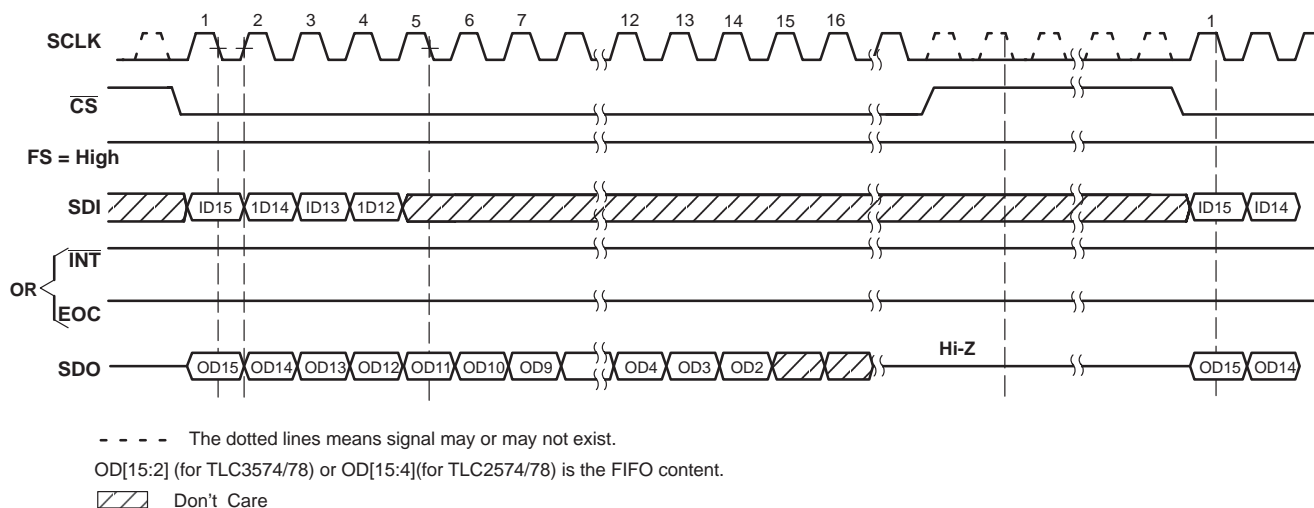 1 2 3 4 5 6 7 12 13 14 15 16 1
SCLK
CS
FS = High
SDI ID15 1D14 ID13 1D12 ID15 ID14
INT
OR
EOC
Hi-Z
SDO OD15 OD14 OD13 OD12 OD11 OD10 OD9 OD4 OD3 OD2 OD15 OD14
The dotted lines means signal may or may not exist.
OD[15:2] (for TLC3574/78) or OD[15:4](for TLC2574/78) is the FIFO content.
Don't Care